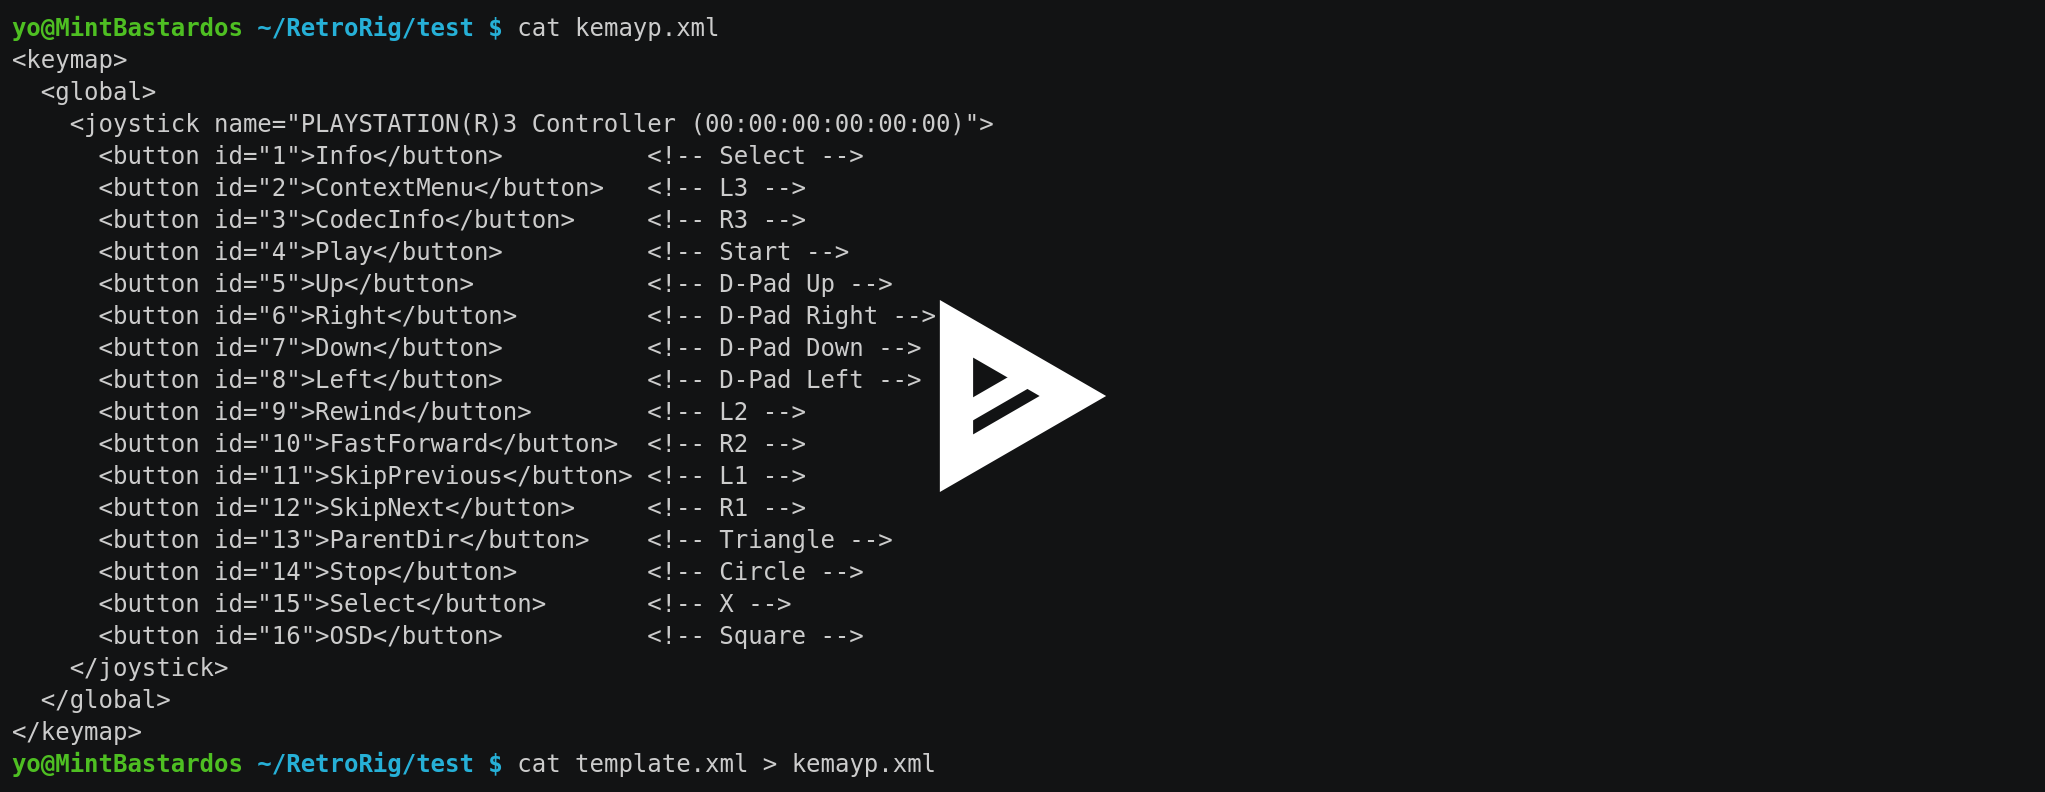 yo@MintBastardos ~/RetroRig/test $ cat kemayp.xml
<keymap>
  <global>
    <joystick name="PLAYSTATION(R)3 Controller (00:00:00:00:00:00)">
      <button id="1">Info</button>          <!-- Select -->
      <button id="2">ContextMenu</button>   <!-- L3 -->
      <button id="3">CodecInfo</button>     <!-- R3 -->
      <button id="4">Play</button>          <!-- Start -->
      <button id="5">Up</button>            <!-- D-Pad Up -->
      <button id="6">Right</button>         <!-- D-Pad Right -->
      <button id="7">Down</button>          <!-- D-Pad Down -->
      <button id="8">Left</button>          <!-- D-Pad Left -->
      <button id="9">Rewind</button>        <!-- L2 -->
      <button id="10">FastForward</button>  <!-- R2 -->
      <button id="11">SkipPrevious</button> <!-- L1 -->
      <button id="12">SkipNext</button>     <!-- R1 -->
      <button id="13">ParentDir</button>    <!-- Triangle -->
      <button id="14">Stop</button>         <!-- Circle -->
      <button id="15">Select</button>       <!-- X -->
      <button id="16">OSD</button>          <!-- Square -->
    </joystick>
  </global>
</keymap>
yo@MintBastardos ~/RetroRig/test $ cat template.xml > kemayp.xml